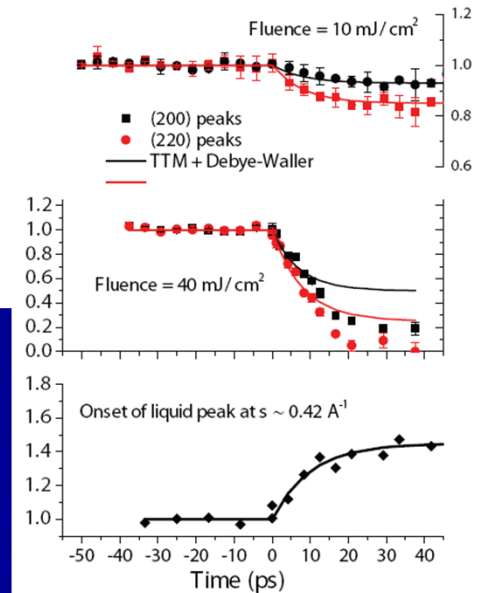 1.2
Fluence = 10 mJ/cm²
1.0
0.8
0.6
(200) peaks
(220) peaks
TTM + Debye-Waller
1.2
1.0
0.8
0.6
0.4
0.2
0.0
Fluence = 40 mJ/cm²
1.8
1.6
1.4
1.2
1.0
Onset of liquid peak at s ~ 0.42 A⁻¹
-50 -40 -30 -20 -10 0 10 20 30 40
Time (ps)